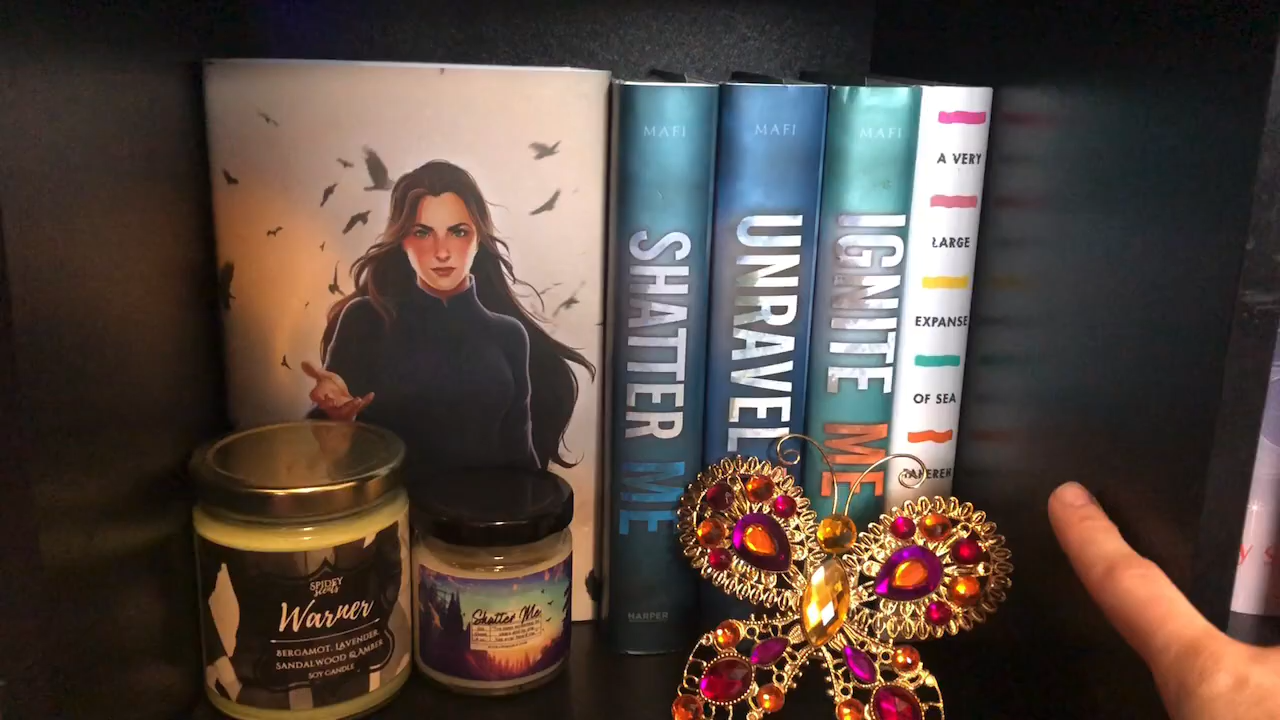 MAFI
SHATTER ME
HARPER
MAFI
UNRAVEL
MAFI
IGNITE ME
A VERY
LARGE
EXPANSE
OF SEA
SPIDEY
Scents
Warner
BERGAMOT, LAVENDER,
SANDALWOOD & AMBER
SOY CANDLE
Shatter Me